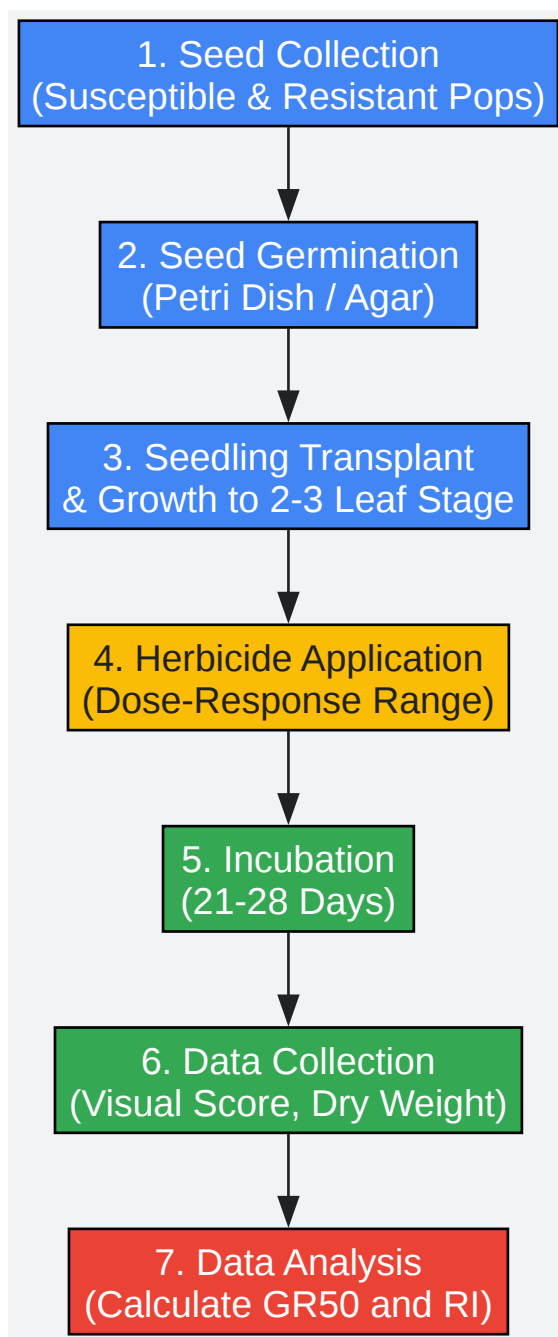 1. Seed Collection
(Susceptible & Resistant Pops)
2. Seed Germination
(Petri Dish / Agar)
3. Seedling Transplant
& Growth to 2-3 Leaf Stage
4. Herbicide Application
(Dose-Response Range)
5. Incubation
(21-28 Days)
6. Data Collection
(Visual Score, Dry Weight)
7. Data Analysis
(Calculate GR50 and RI)